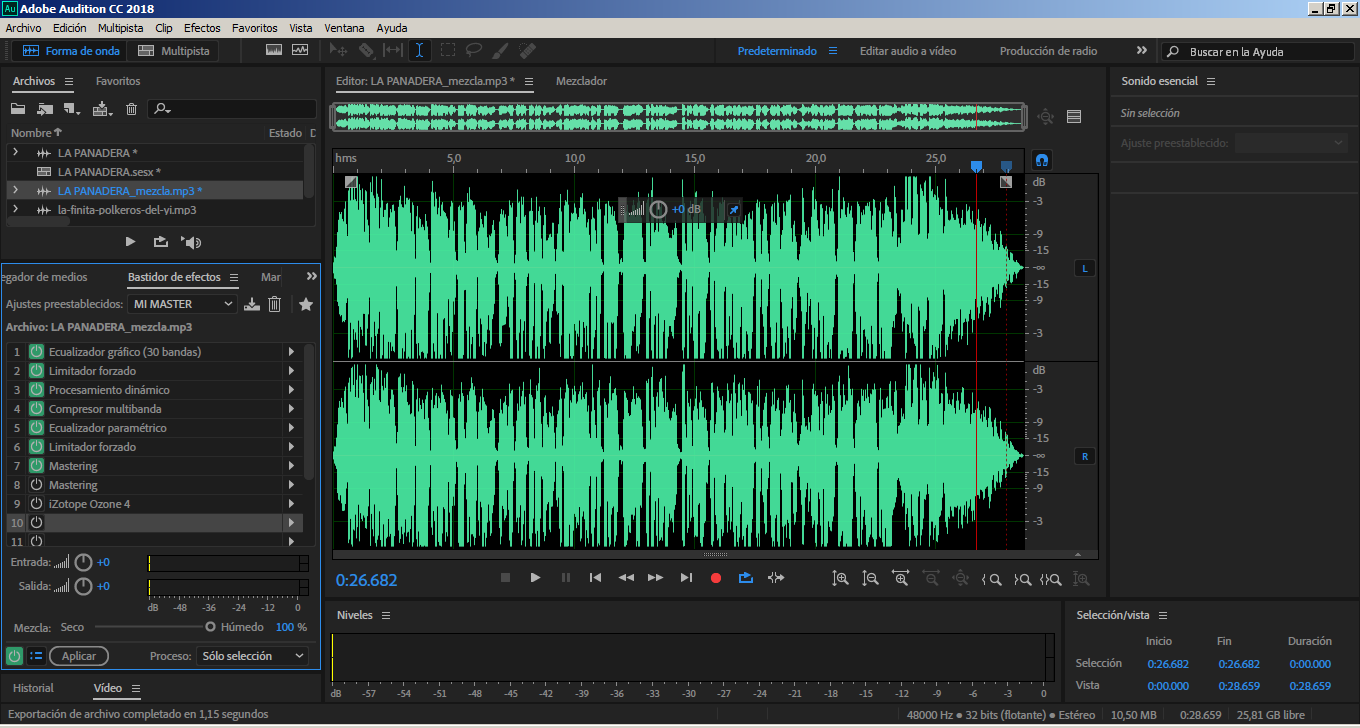 Au Adobe Audition CC 2018
Archivo Edición Multipista Clip Efectos Favoritos Vista Ventana Ayuda
Forma de onda Multipista Predeterminado Editar audio a vídeo Producción de radio Buscar en la Ayuda
Archivos Favoritos
Nombre Estado D
LA PANADERA *
LA PANADERA.sesx *
LA PANADERA_mezcla.mp3 *
la-finita-polkeros-del-yi.mp3
egador de medios Bastidor de efectos Mar
Ajustes preestablecidos: MI MASTER
Archivo: LA PANADERA_mezcla.mp3
1 Ecualizador gráfico (30 bandas)
2 Limitador forzado
3 Procesamiento dinámico
4 Compresor multibanda
5 Ecualizador paramétrico
6 Limitador forzado
7 Mastering
8 Mastering
9 iZotope Ozone 4
10
11
Entrada: +0
Salida: +0
dB -48 -36 -24 -12 0
Mezcla: Seco Húmedo 100 %
Aplicar Proceso: Sólo selección
Historial Vídeo
Editor: LA PANADERA_mezcla.mp3 * Mezclador
hms 5,0 10,0 15,0 20,0 25,0
+0 dB
dB
-3
-9
-15
-∞
-15
-9
-3
L
dB
-3
-9
-15
-∞
-15
-9
-3
R
0:26.682
Niveles
dB -57 -54 -51 -48 -45 -42 -39 -36 -33 -30 -27 -24 -21 -18 -15 -12 -9 -6 -3 0
Sonido esencial
Sin selección
Ajuste preestablecido:
Selección/vista
Inicio Fin Duración
Selección 0:26.682 0:26.682 0:00.000
Vista 0:00.000 0:28.659 0:28.659
Exportación de archivo completado en 1,15 segundos
48000 Hz ● 32 bits (flotante) ● Estéreo 10,50 MB 0:28.659 25,81 GB libre